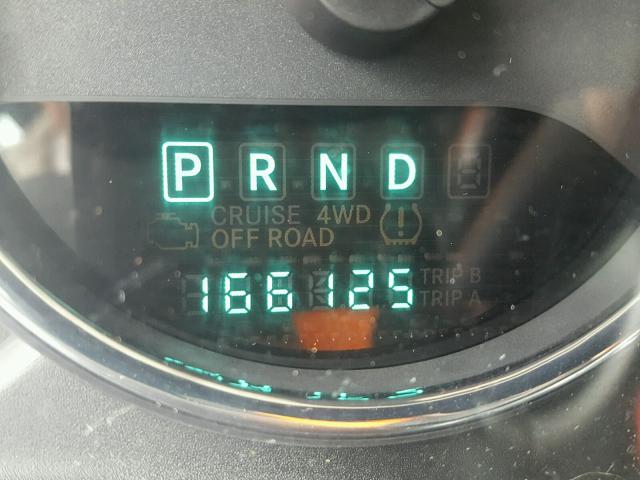 P R N D
CRUISE 4WD
OFF ROAD
166125 TRIP B
TRIP A